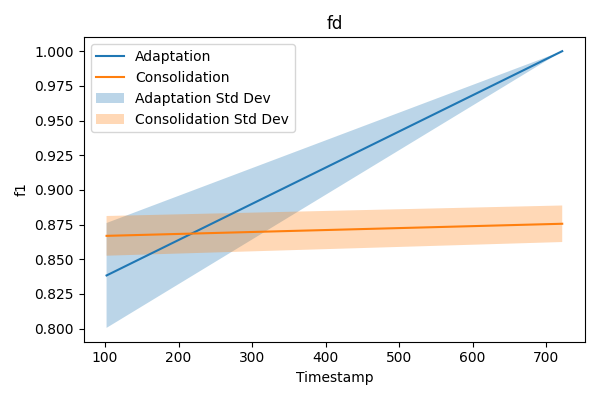 fd
1.000
0.975
0.950
0.925
0.900
0.875
0.850
0.825
0.800
f1
Adaptation
Consolidation
Adaptation Std Dev
Consolidation Std Dev
100 200 300 400 500 600 700
Timestamp